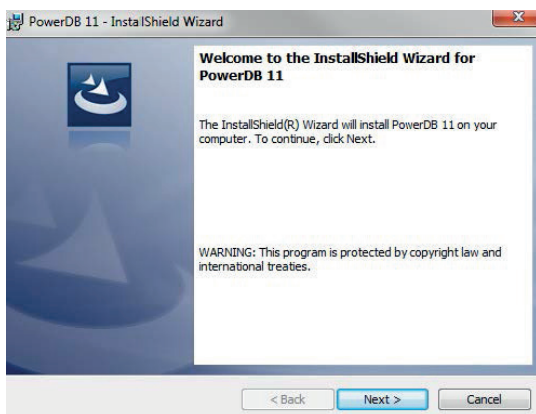 PowerDB 11 - InstallShield Wizard
Welcome to the InstallShield Wizard for
PowerDB 11
The InstallShield(R) Wizard will install PowerDB 11 on your
computer. To continue, click Next.
WARNING: This program is protected by copyright law and
international treaties.
< Back
Next >
Cancel